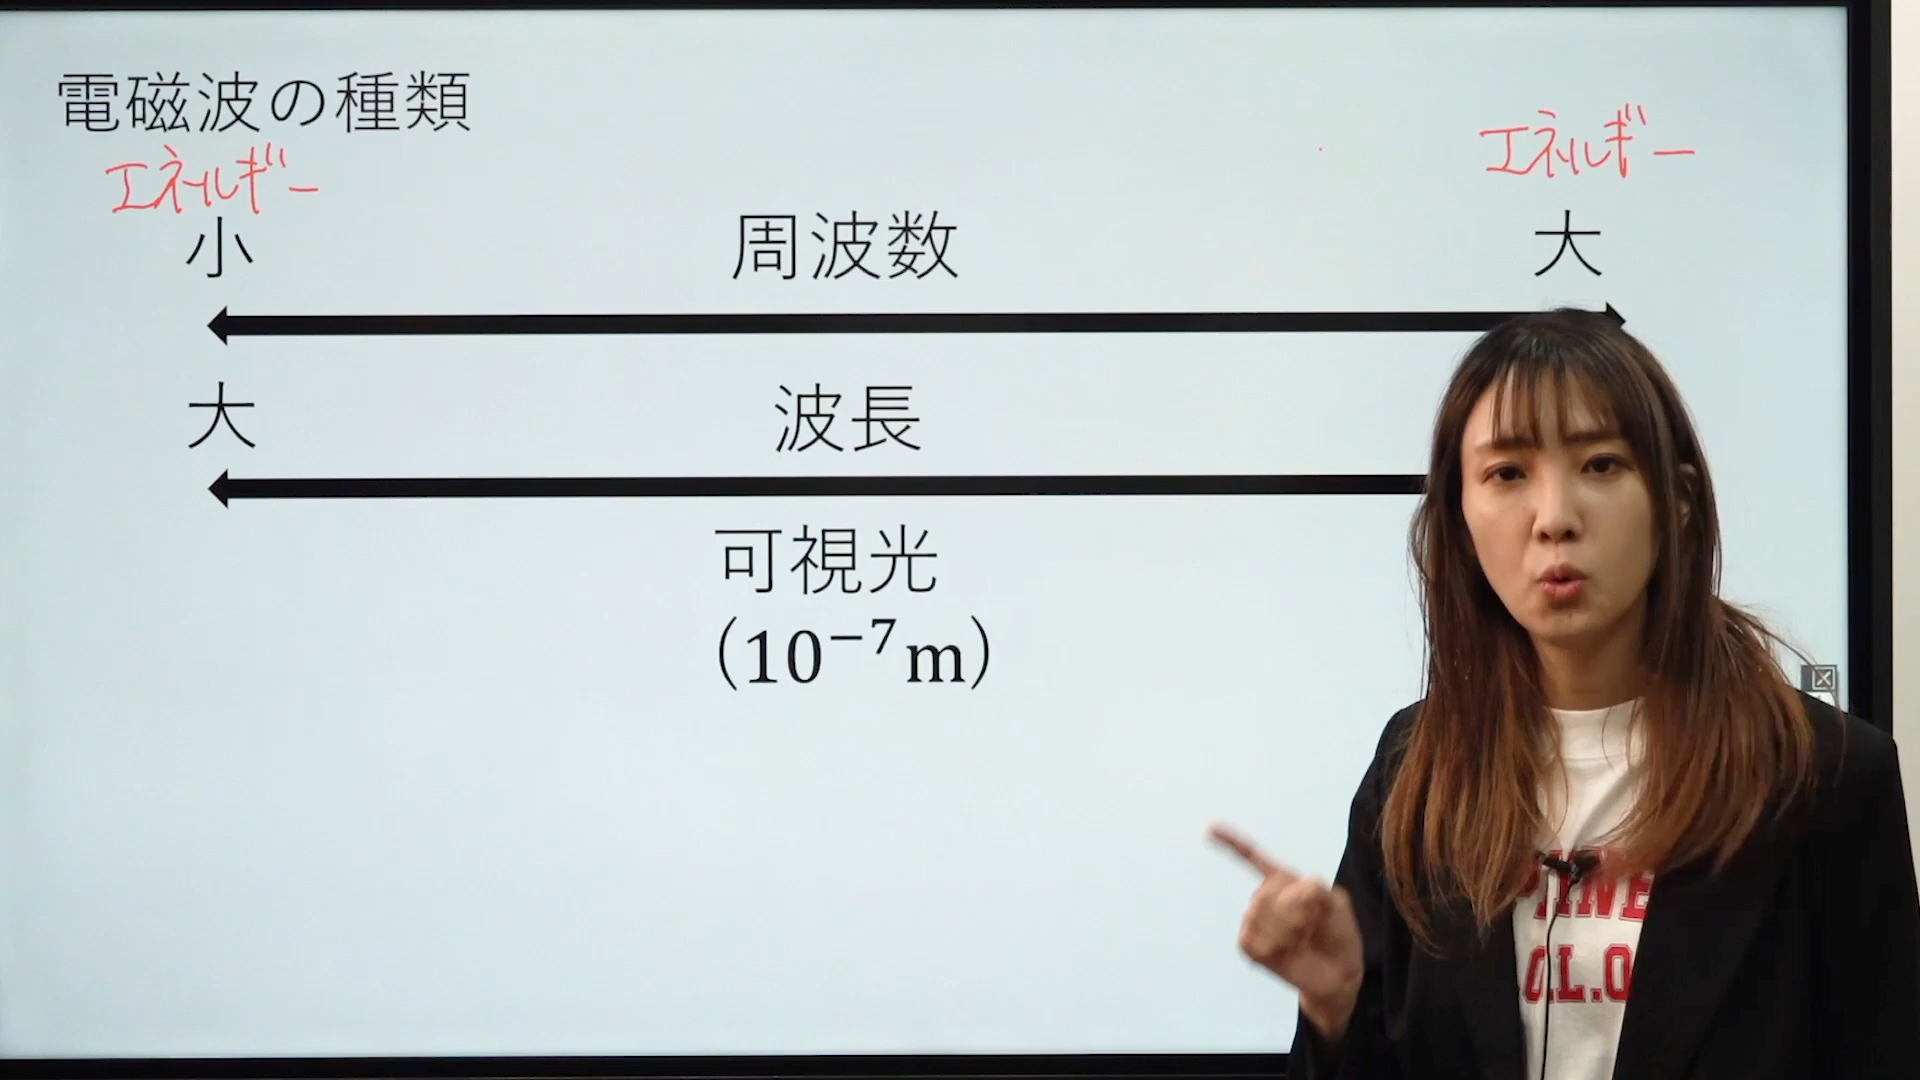 電磁波の種類
エネルギー
エネルギー
小 周波数 大
大 波長
可視光
(10⁻⁷m)